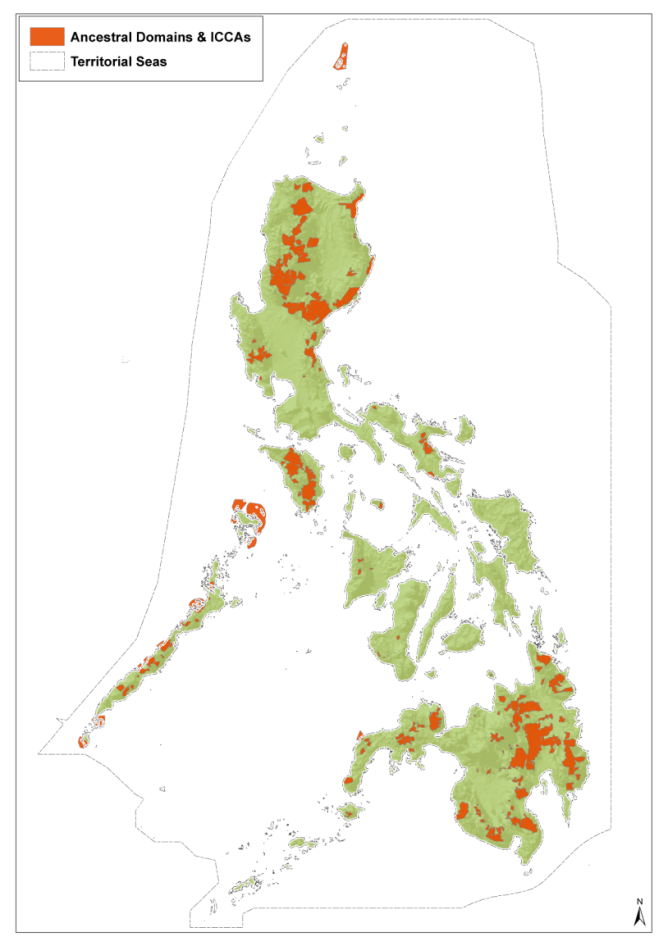 Ancestral Domains & ICCAs
Territorial Seas
N